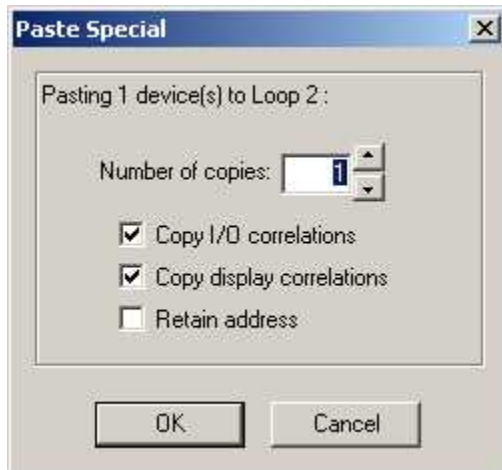 Paste Special
Pasting 1 device(s) to Loop 2 :
Number of copies: 1
Copy I/O correlations
Copy display correlations
Retain address
OK Cancel